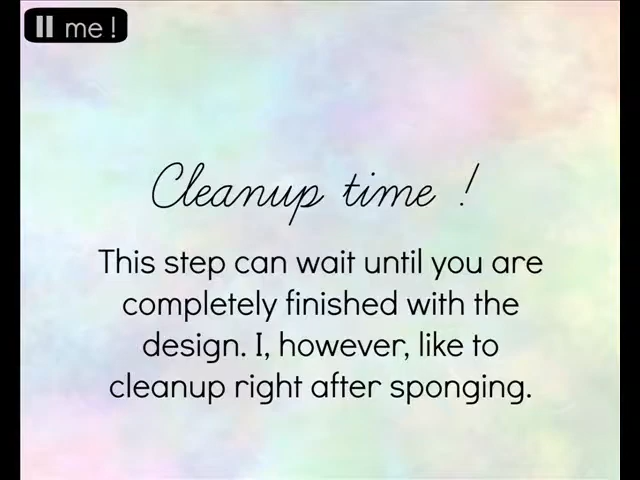 me !
Cleanup time !
This step can wait until you are
completely finished with the
design. I, however, like to
cleanup right after sponging.